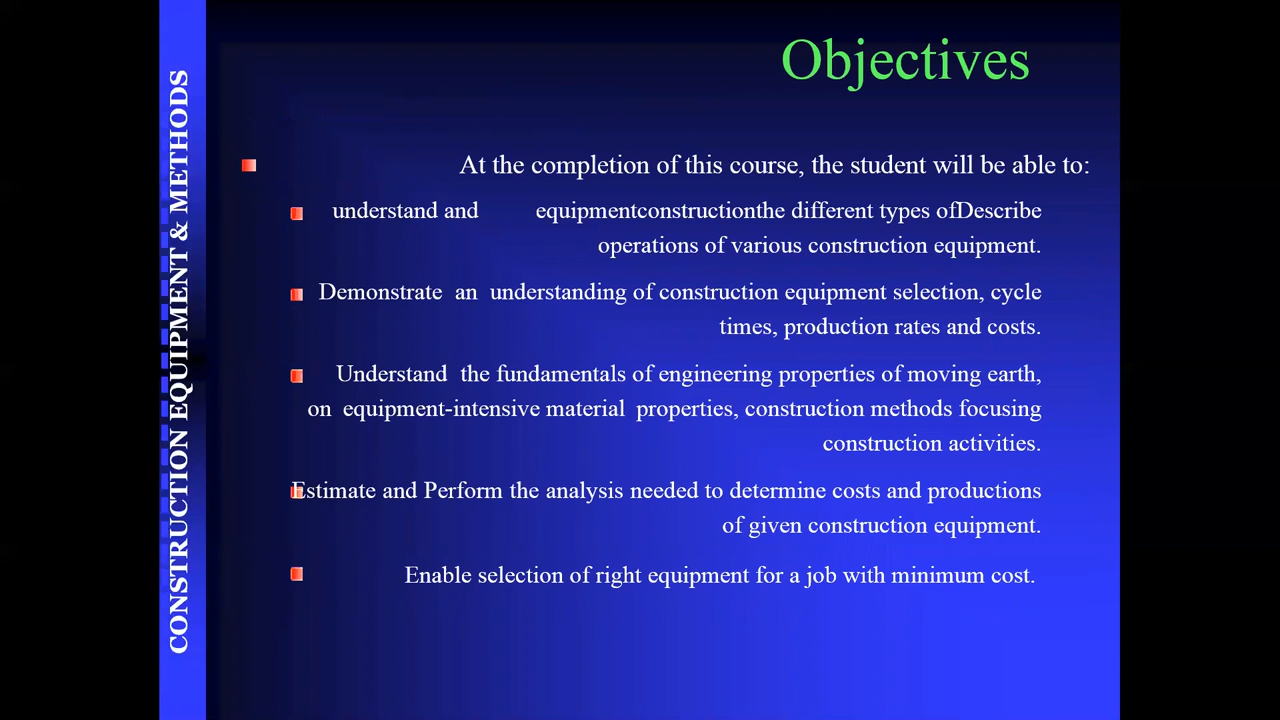 CONSTRUCTION EQUIPMENT & METHODS
Objectives
At the completion of this course, the student will be able to:
understand and equipmentconstructionthe different types ofDescribe
operations of various construction equipment.
Demonstrate an understanding of construction equipment selection, cycle
times, production rates and costs.
Understand the fundamentals of engineering properties of moving earth,
on equipment-intensive material properties, construction methods focusing
construction activities.
Estimate and Perform the analysis needed to determine costs and productions
of given construction equipment.
Enable selection of right equipment for a job with minimum cost.